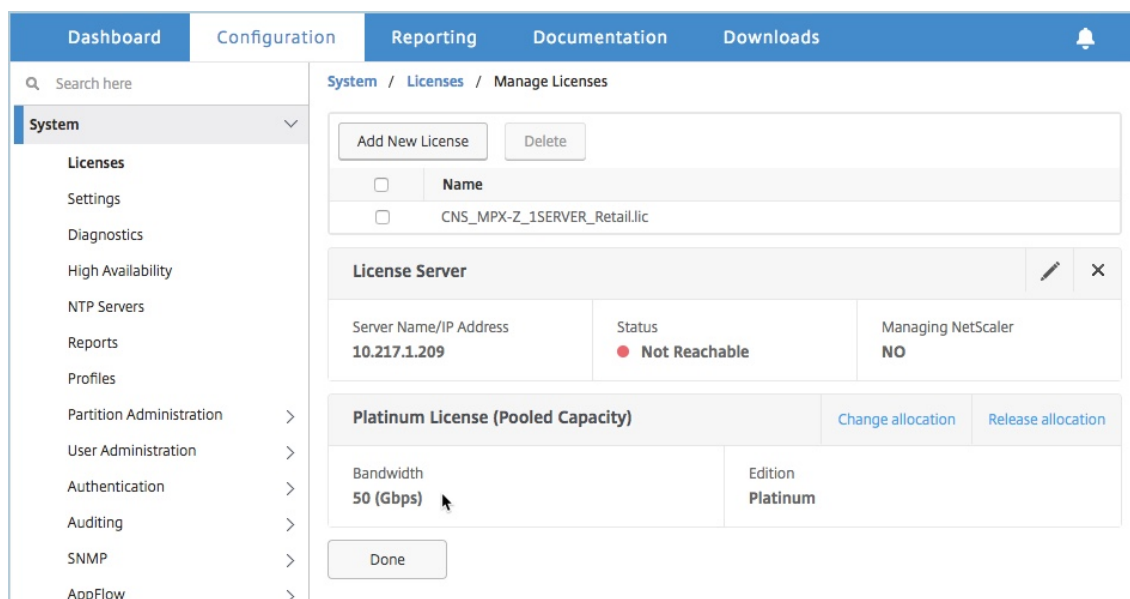 Dashboard Configuration Reporting Documentation Downloads
Search here
System
Licenses
Settings
Diagnostics
High Availability
NTP Servers
Reports
Profiles
Partition Administration
User Administration
Authentication
Auditing
SNMP
AppFlow
System / Licenses / Manage Licenses
Add New License Delete
Name
CNS_MPX-Z_1SERVER_Retail.lic
License Server
Server Name/IP Address Status Managing NetScaler
10.217.1.209 Not Reachable NO
Platinum License (Pooled Capacity) Change allocation Release allocation
Bandwidth Edition
50 (Gbps) Platinum
Done